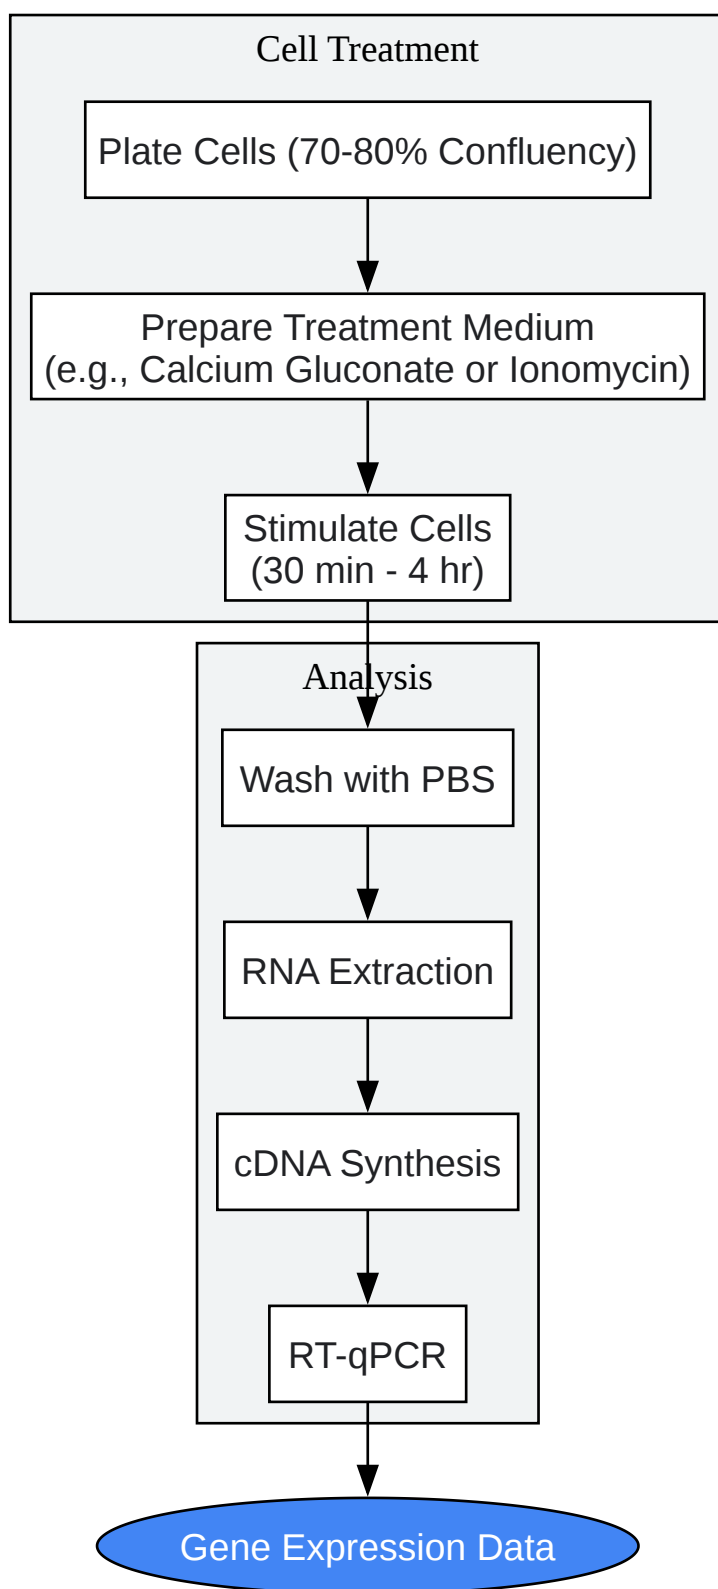 Cell Treatment
Plate Cells (70-80% Confluency)
Prepare Treatment Medium
(e.g., Calcium Gluconate or Ionomycin)
Stimulate Cells
(30 min - 4 hr)
Analysis
Wash with PBS
RNA Extraction
cDNA Synthesis
RT-qPCR
Gene Expression Data